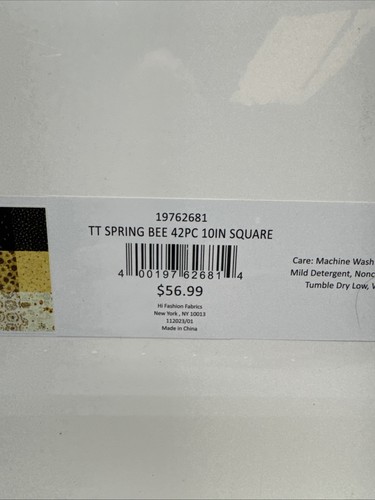 19762681
TT SPRING BEE 42PC 10IN SQUARE
4 00197 62681 4
$56.99
Hi Fashion Fabrics
New York , NY 10013
112023/01
Made in China
Care: Machine Wash
Mild Detergent, Nonc
Tumble Dry Low, W